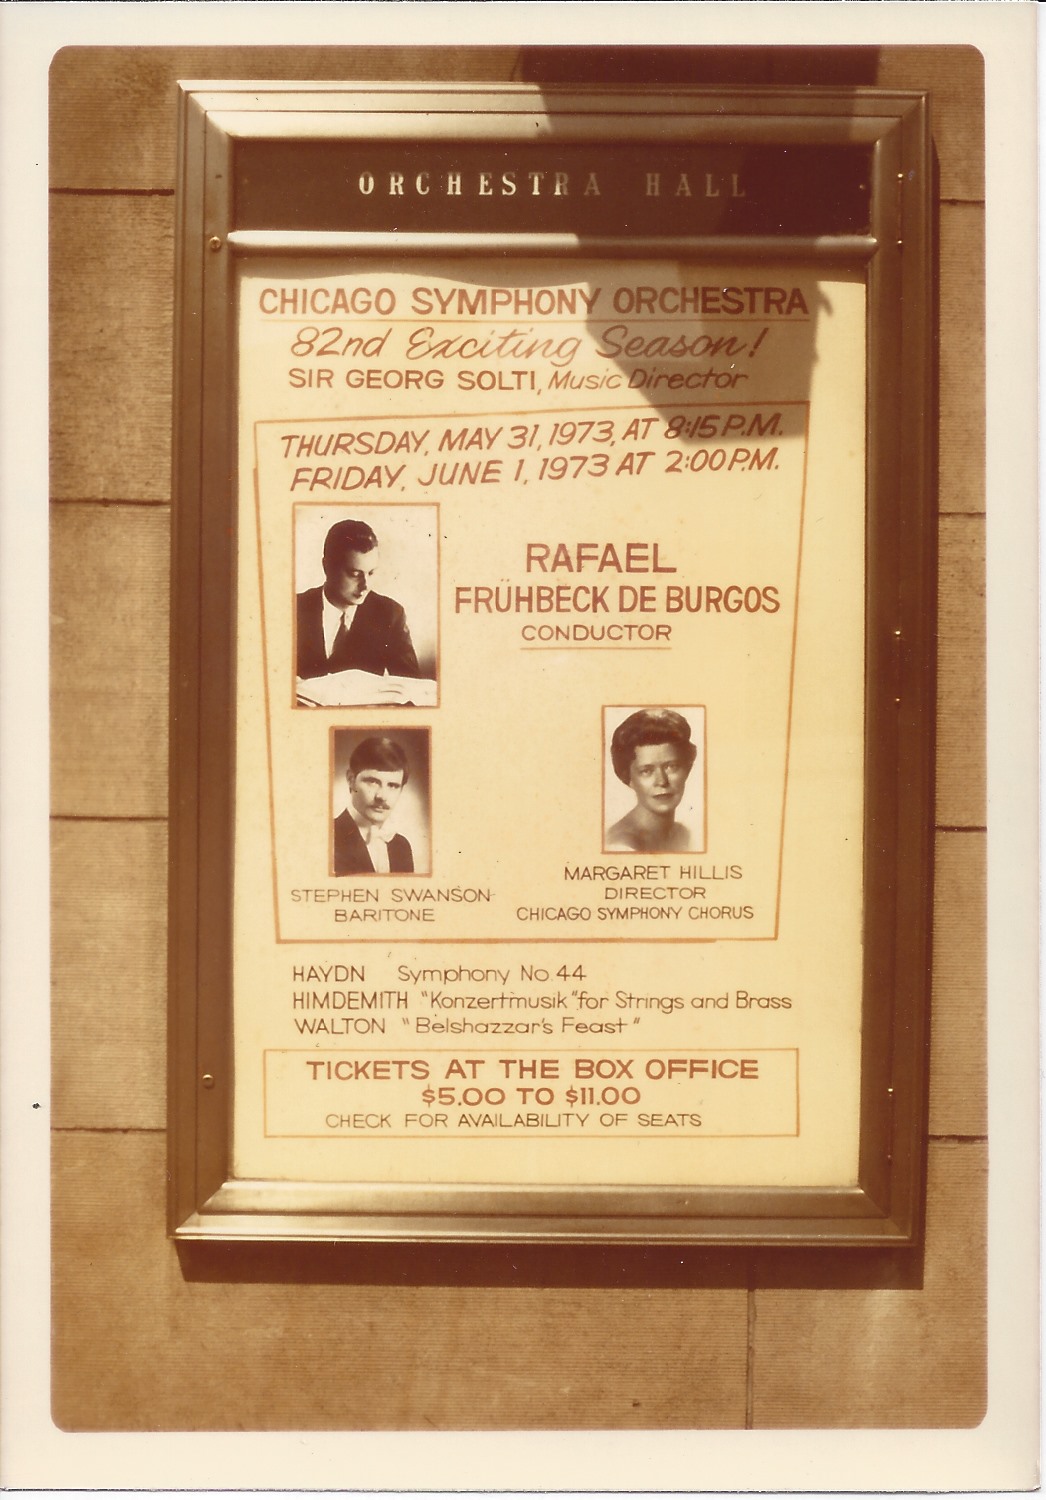 ORCHESTRA HALL
CHICAGO SYMPHONY ORCHESTRA
82nd Exciting Season!
SIR GEORG SOLTI, Music Director
THURSDAY, MAY 31, 1973, AT 8:15 P.M.
FRIDAY, JUNE 1, 1973 AT 2:00 P.M.
RAFAEL
FRÜHBECK DE BURGOS
CONDUCTOR
STEPHEN SWANSON
BARITONE
MARGARET HILLIS
DIRECTOR
CHICAGO SYMPHONY CHORUS
HAYDN Symphony No. 44
HIMDEMITH "Konzertmusik" for Strings and Brass
WALTON "Belshazzar's Feast"
TICKETS AT THE BOX OFFICE
$5.00 TO $11.00
CHECK FOR AVAILABILITY OF SEATS